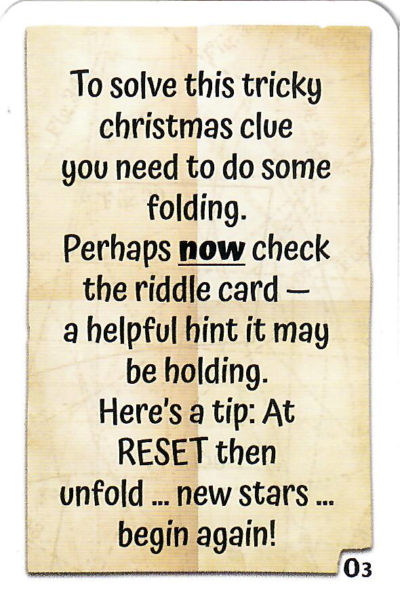 To solve this tricky
christmas clue
you need to do some
folding.
Perhaps now check
the riddle card –
a helpful hint it may
be holding.
Here's a tip: At
RESET then
unfold ... new stars ...
begin again!
03